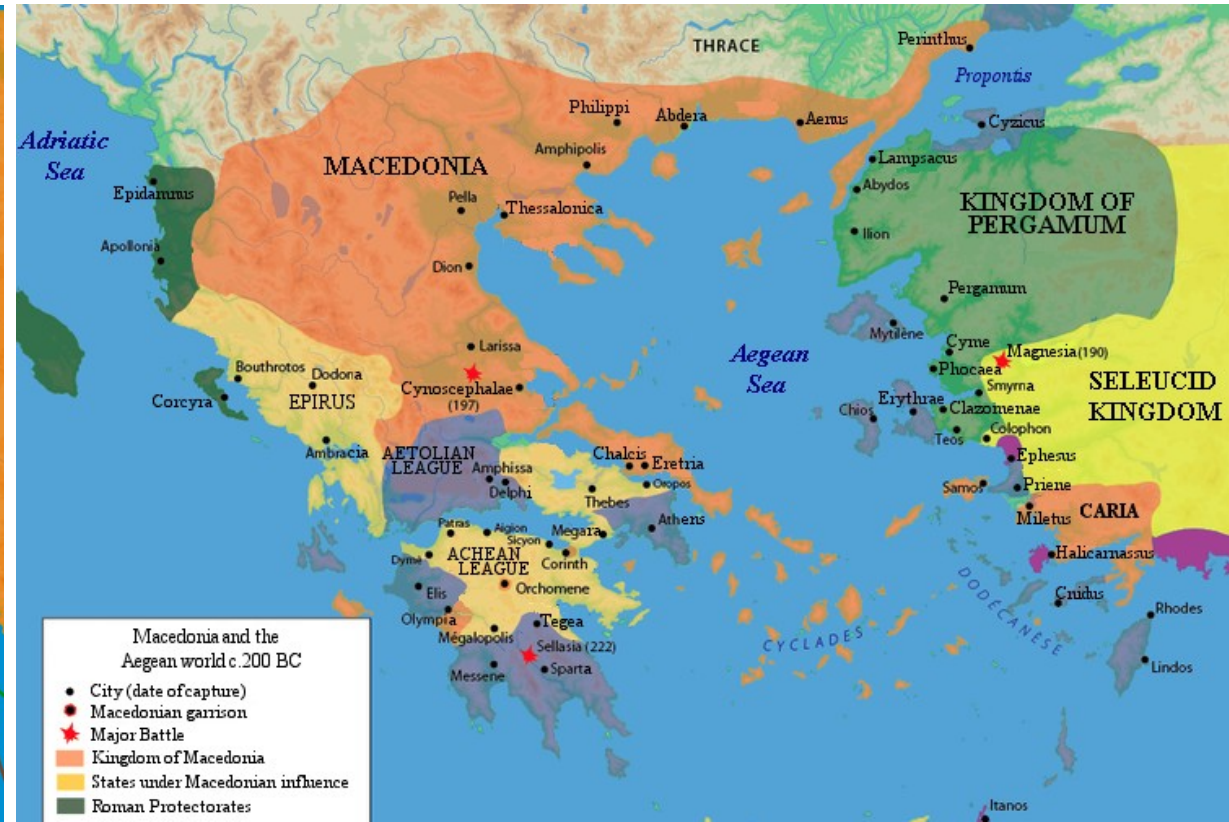 THRACE
Perinthus
Propontis
Philippi
Abdera
Aenus
Cyzicus
Adriatic
Sea
Amphipolis
MACEDONIA
Lampsacus
Epidamnus
Abydos
Pella
Thessalonica
KINGDOM OF
PERGAMUM
Apollonia
Ilion
Dion
Pergamum
Mytilène
Larissa
Cyme
Aegean
Sea
Magnesia (190)
Bouthrotos
Dodona
Phocaea
Cynoscephalae
(197)
Smyrna
SELEUCID
KINGDOM
Corcyra
EPIRUS
Erythrae
Chios
Clazomenae
Teos
Colophon
Ambracia
AETOLIAN
LEAGUE
Amphissa
Delphi
Chalcis
Eretria
Ephesus
Oropos
Thebes
Samos
Priene
Miletus
CARIA
Patras
Aigion
Sicyon
Megara
Athens
Dyme
ACHEAN
LEAGUE
Corinth
Halicarnassus
Elis
Orchomene
Cnidus
DODECANÈSE
Rhodes
Olympia
Tegea
Mégalopolis
CYCLADES
Sellasia (222)
Messene
Sparta
Lindos
Macedonia and the
Aegean world c.200 BC
City (date of capture)
Macedonian garrison
Major Battle
Kingdom of Macedonia
States under Macedonian influence
Roman Protectorates
Itanos